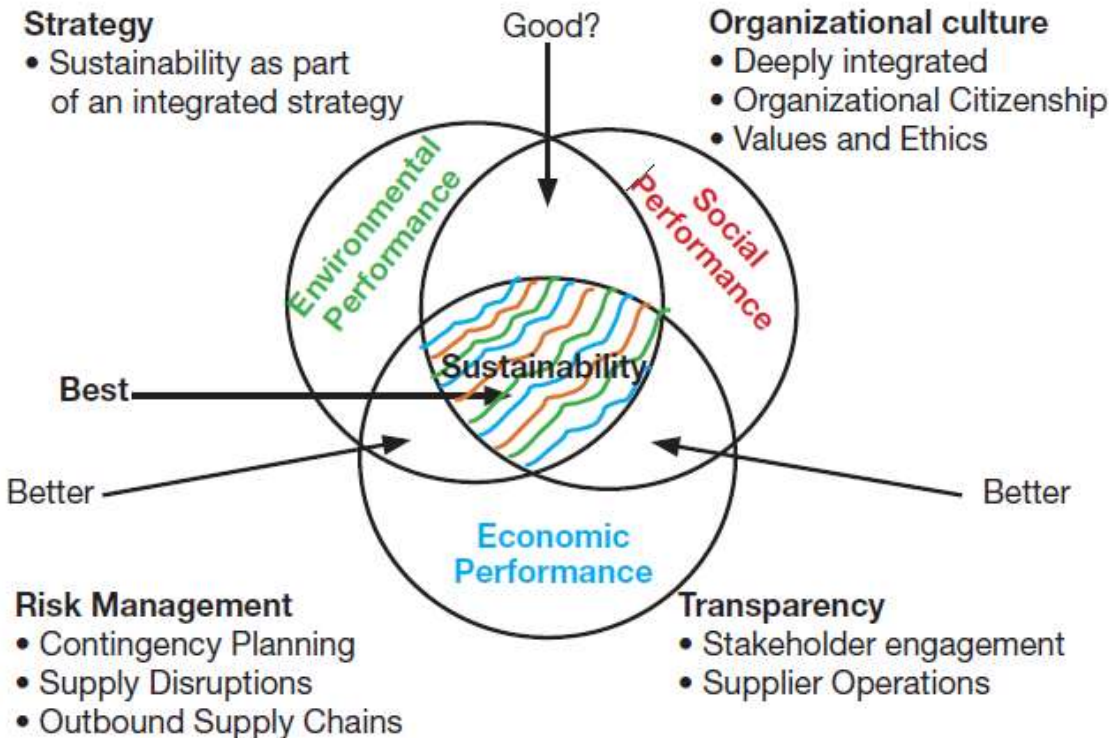 Strategy
• Sustainability as part
of an integrated strategy
Good?
Organizational culture
• Deeply integrated
• Organizational Citizenship
• Values and Ethics
Environmental
Performance
Social
Performance
Sustainability
Best
Better
Better
Economic
Performance
Risk Management
• Contingency Planning
• Supply Disruptions
• Outbound Supply Chains
Transparency
• Stakeholder engagement
• Supplier Operations